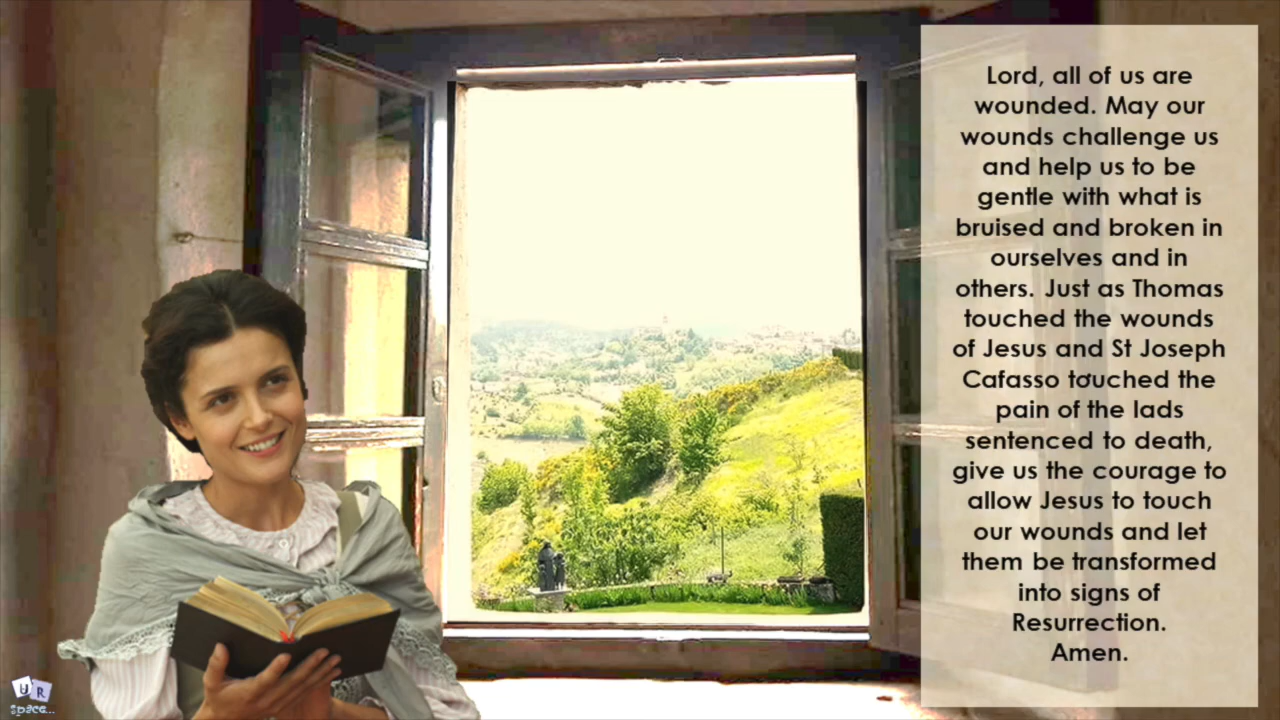 Lord, all of us are
wounded. May our
wounds challenge us
and help us to be
gentle with what is
bruised and broken in
ourselves and in
others. Just as Thomas
touched the wounds
of Jesus and St Joseph
Cafasso touched the
pain of the lads
sentenced to death,
give us the courage to
allow Jesus to touch
our wounds and let
them be transformed
into signs of
Resurrection.
Amen.
U R
space...